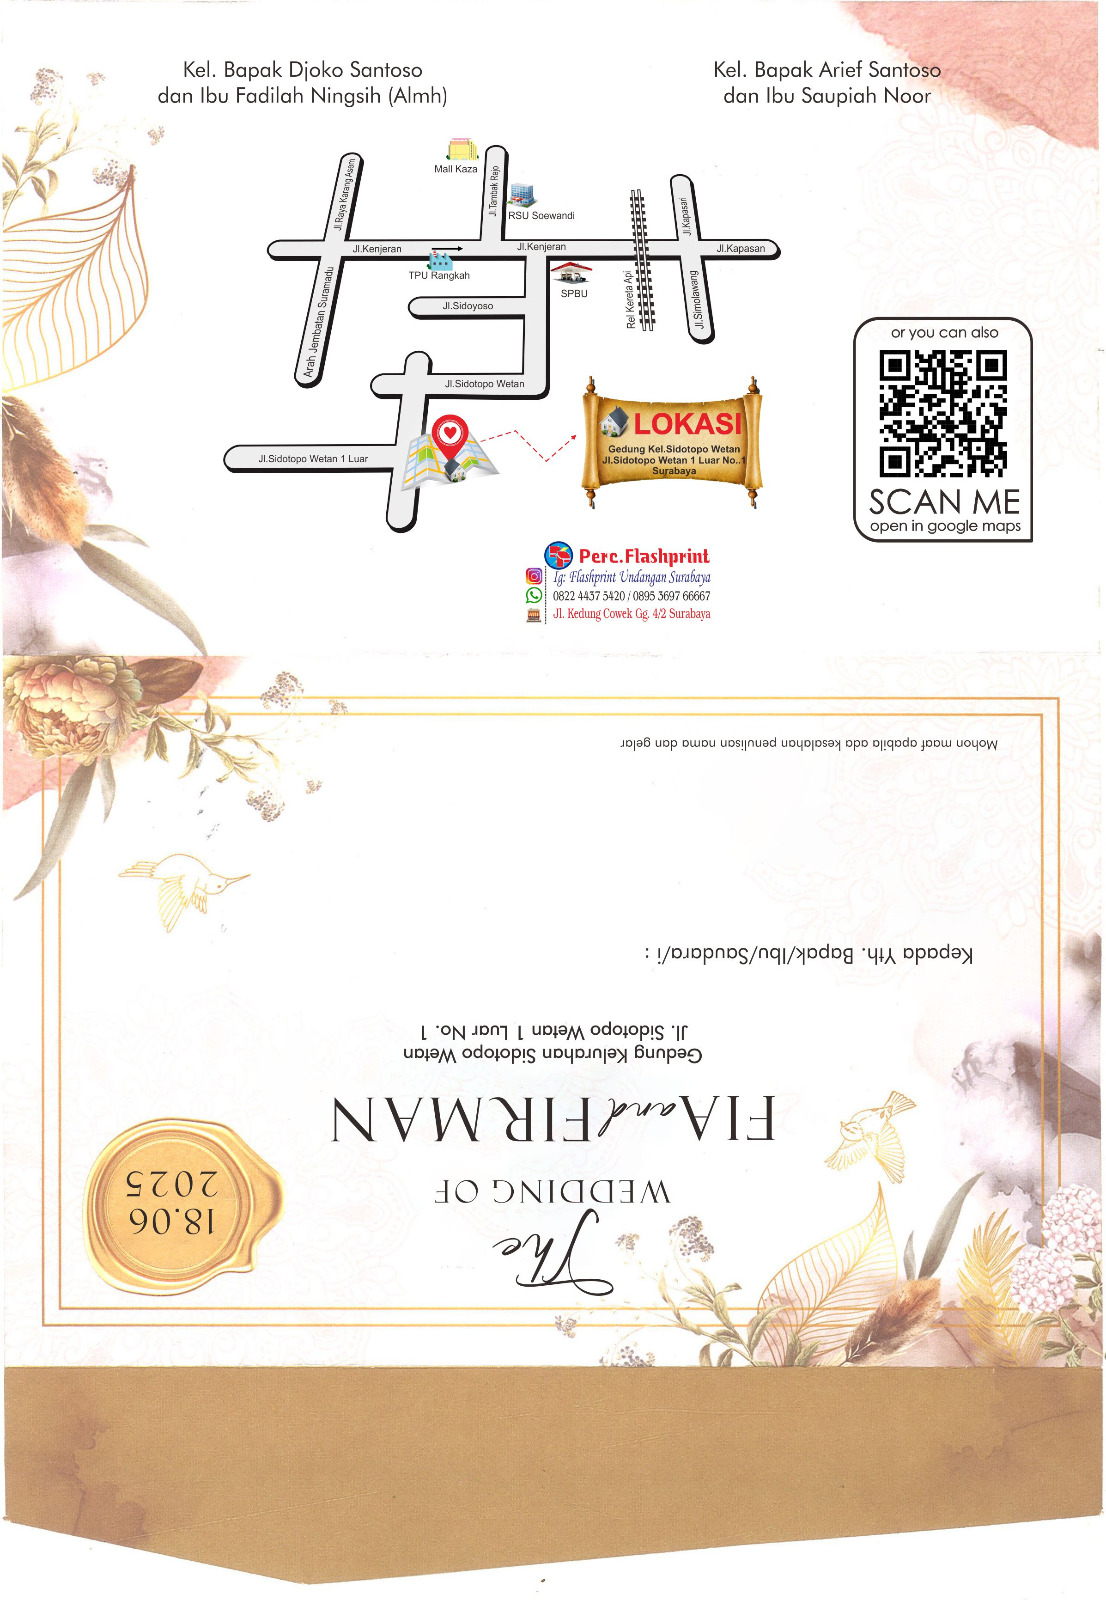 Kel. Bapak Djoko Santoso
dan Ibu Fadilah Ningsih (Almh)
Kel. Bapak Arief Santoso
dan Ibu Saupiah Noor
Mall Kaza
Jl.Raya Karang Asem
Jl.Tambak Rejo
RSU Soewandi
Jl.Kapasan
Jl.Kenjeran
Jl.Kenjeran
Jl.Kapasan
TPU Rangkah
SPBU
Arah Jembatan Suramadu
Rel Kereta Api
Jl.Simolawang
Jl.Sidoyoso
Jl.Sidotopo Wetan
Jl.Sidotopo Wetan 1 Luar
LOKASI
Gedung Kel.Sidotopo Wetan
Jl.Sidotopo Wetan 1 Luar No..1
Surabaya
or you can also
SCAN ME
open in google maps
Perc.Flashprint
Ig: Flashprint Undangan Surabaya
0822 4437 5420 / 0895 3697 66667
Jl. Kedung Cowek Gg. 4/2 Surabaya
The
WEDDING OF
FIA and FIRMAN
Gedung Kelurahan Sidotopo Wetan
Jl. Sidotopo Wetan 1 Luar No. 1
18.06
2025
Kepada Yth. Bapak/Ibu/Saudara/i :
Mohon maaf apabila ada kesalahan penulisan nama dan gelar